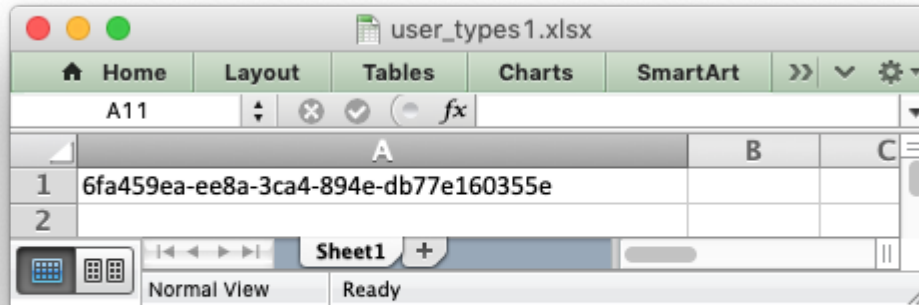 user_types1.xlsx
Home Layout Tables Charts SmartArt
A11 fx
A B C
1 6fa459ea-ee8a-3ca4-894e-db77e160355e
2
Sheet1 +
Normal View Ready